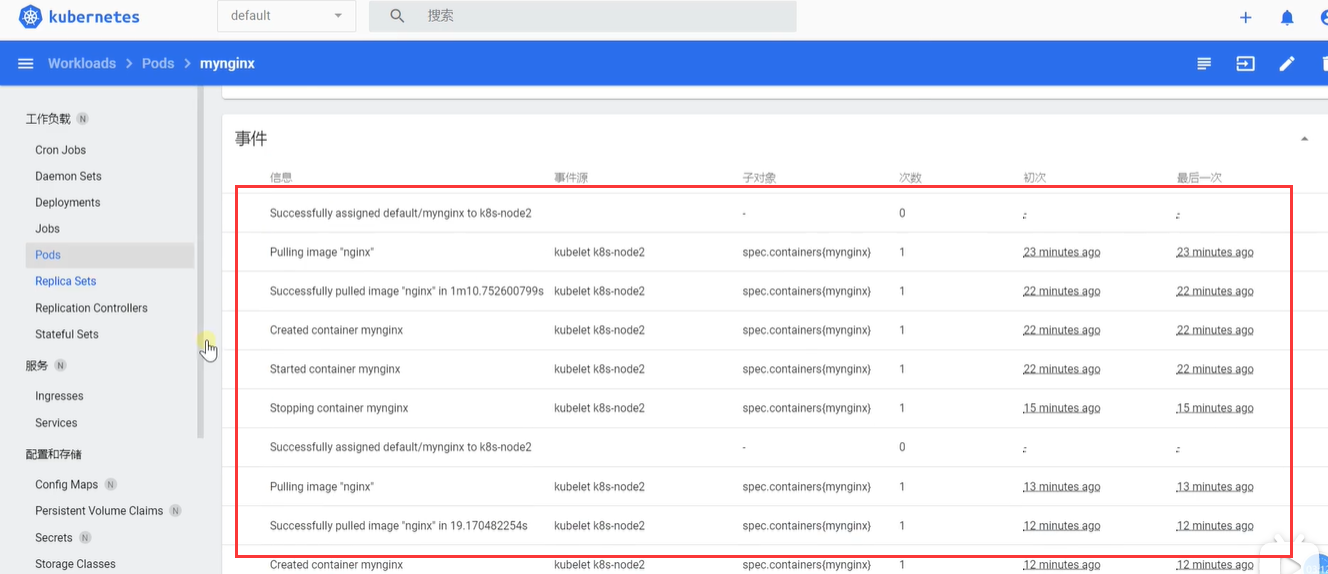 kubernetes
default
搜索
Workloads > Pods > mynginx
工作负载 N
Cron Jobs
Daemon Sets
Deployments
Jobs
Pods
Replica Sets
Replication Controllers
Stateful Sets
服务 N
Ingresses
Services
配置和存储
Config Maps N
Persistent Volume Claims N
Secrets N
Storage Classes
事件
信息 事件源 子对象 次数 初次 最后一次
Successfully assigned default/mynginx to k8s-node2 - 0 - -
Pulling image "nginx" kubelet k8s-node2 spec.containers{mynginx} 1 23 minutes ago 23 minutes ago
Successfully pulled image "nginx" in 1m10.752600799s kubelet k8s-node2 spec.containers{mynginx} 1 22 minutes ago 22 minutes ago
Created container mynginx kubelet k8s-node2 spec.containers{mynginx} 1 22 minutes ago 22 minutes ago
Started container mynginx kubelet k8s-node2 spec.containers{mynginx} 1 22 minutes ago 22 minutes ago
Stopping container mynginx kubelet k8s-node2 spec.containers{mynginx} 1 15 minutes ago 15 minutes ago
Successfully assigned default/mynginx to k8s-node2 - 0 - -
Pulling image "nginx" kubelet k8s-node2 spec.containers{mynginx} 1 13 minutes ago 13 minutes ago
Successfully pulled image "nginx" in 19.170482254s kubelet k8s-node2 spec.containers{mynginx} 1 12 minutes ago 12 minutes ago
Created container mynginx kubelet k8s-node2 spec.containers{mynginx} 1 12 minutes ago 12 minutes ago